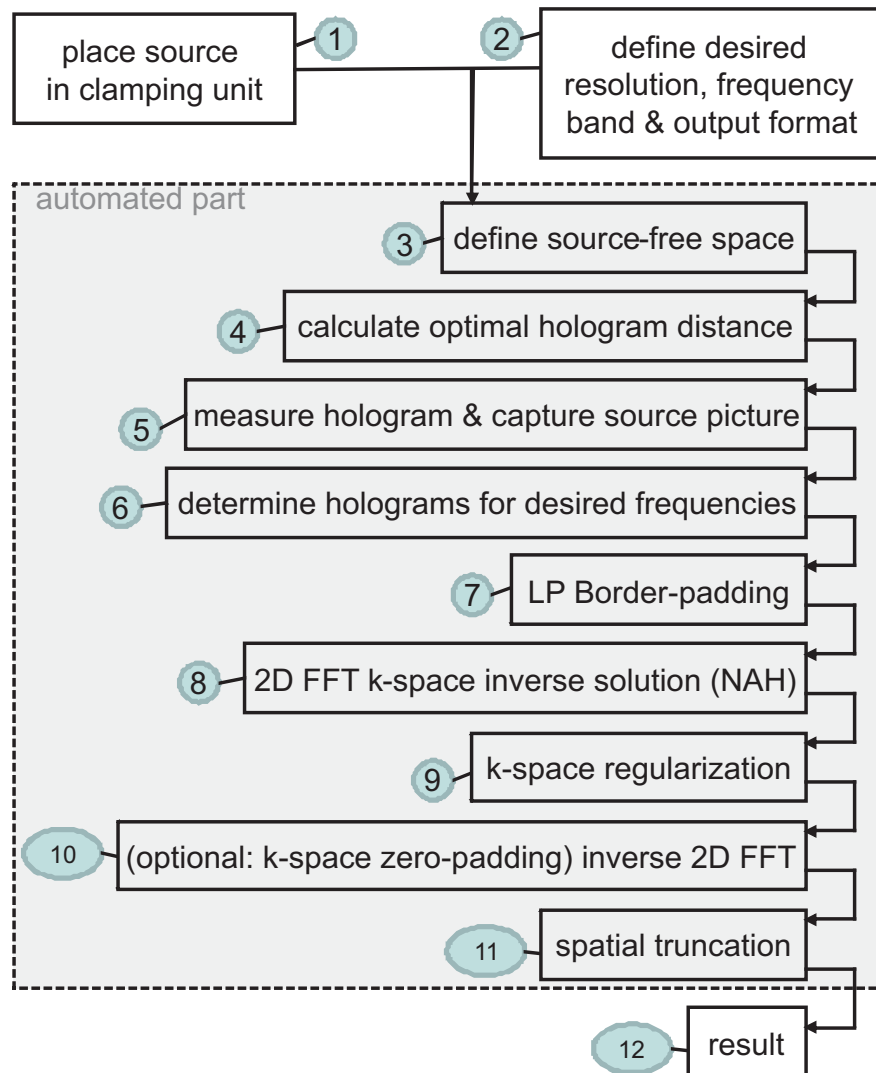 1
place source
in clamping unit
2
define desired
resolution, frequency
band & output format
automated part
3
define source-free space
4
calculate optimal hologram distance
5
measure hologram & capture source picture
6
determine holograms for desired frequencies
7
LP Border-padding
8
2D FFT k-space inverse solution (NAH)
9
k-space regularization
10
(optional: k-space zero-padding) inverse 2D FFT
11
spatial truncation
12
result